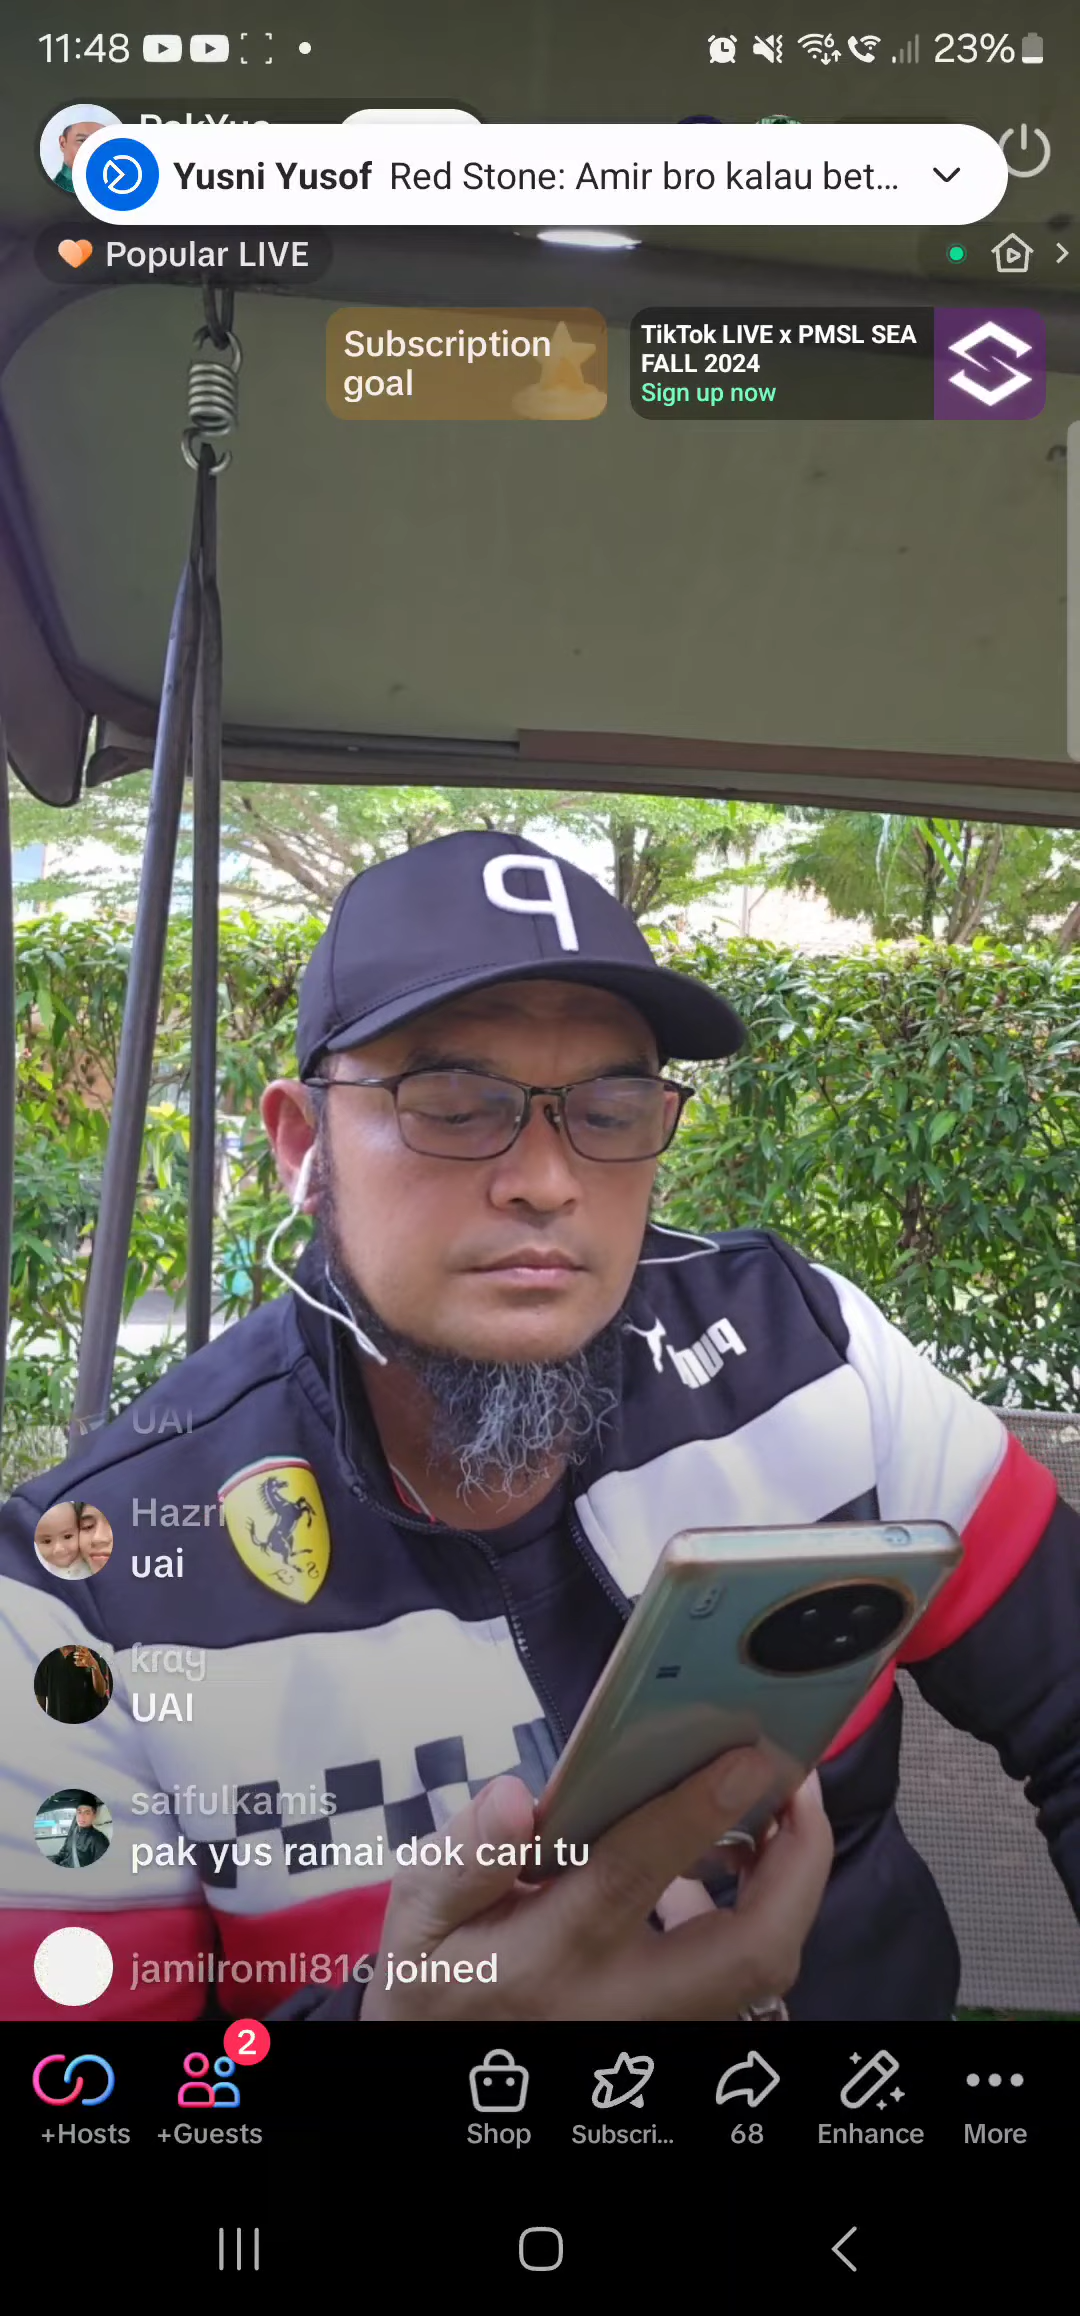 11:48
23%
Yusni Yusof Red Stone: Amir bro kalau bet...
Popular LIVE
Subscription
goal
TikTok LIVE x PMSL SEA
FALL 2024
Sign up now
UAI
Hazri
uai
kray
UAI
saifulkamis
pak yus ramai dok cari tu
jamilromli816 joined
2
+Hosts
+Guests
Shop
Subscri...
68
Enhance
More